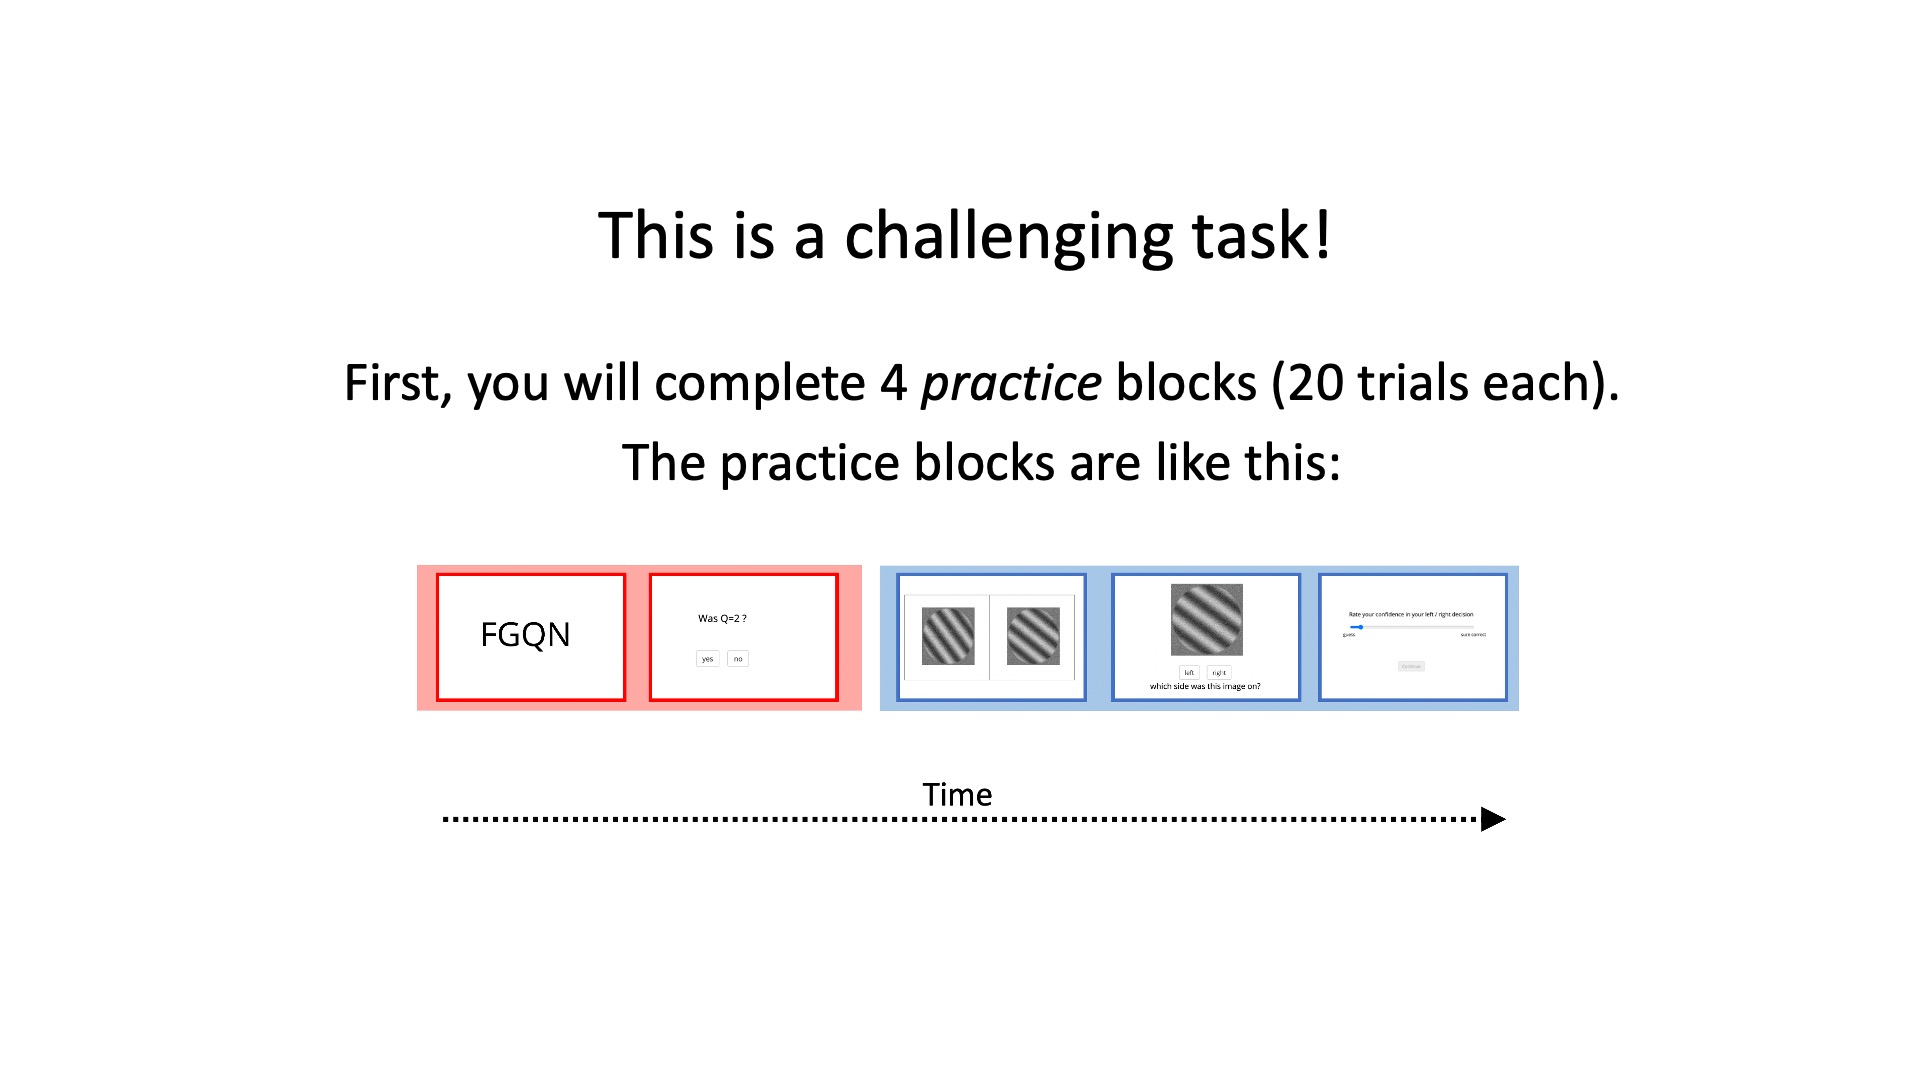 This is a challenging task!
First, you will complete 4 practice blocks (20 trials each).
The practice blocks are like this:
FGQN
Was Q=2 ?
yes no
left right
which side was this image on?
Rate your confidence in your left / right decision
guess sure correct
Continue
Time